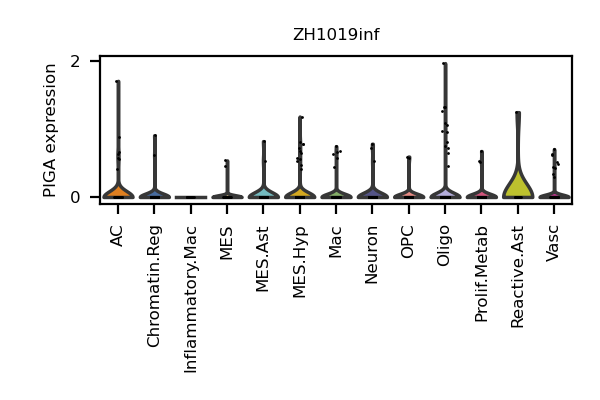 ZH1019inf
PIGA expression
2
0
AC
Chromatin.Reg
Inflammatory.Mac
MES
MES.Ast
MES.Hyp
Mac
Neuron
OPC
Oligo
Prolif.Metab
Reactive.Ast
Vasc